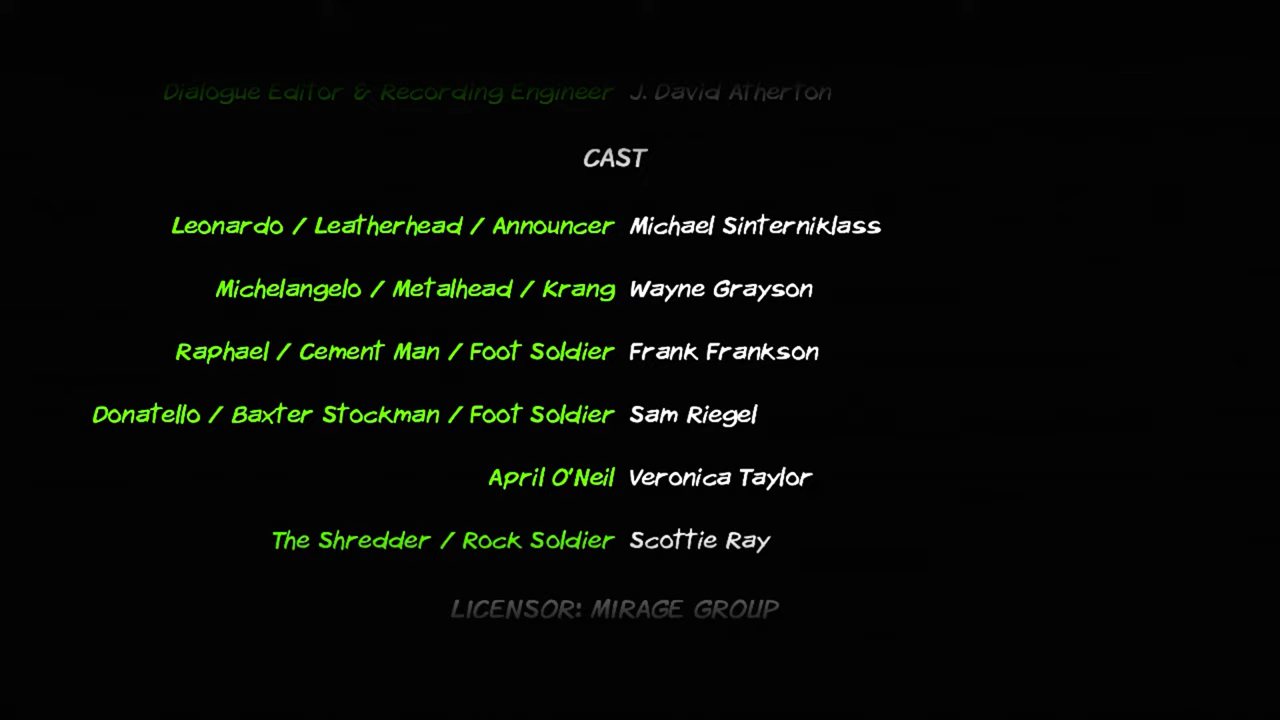 Dialogue Editor & Recording Engineer J. David Atherton
CAST
Leonardo / Leatherhead / Announcer Michael Sinterniklass
Michelangelo / Metalhead / Krang Wayne Grayson
Raphael / Cement Man / Foot Soldier Frank Frankson
Donatello / Baxter Stockman / Foot Soldier Sam Riegel
April O'Neil Veronica Taylor
The Shredder / Rock Soldier Scottie Ray
LICENSOR: MIRAGE GROUP